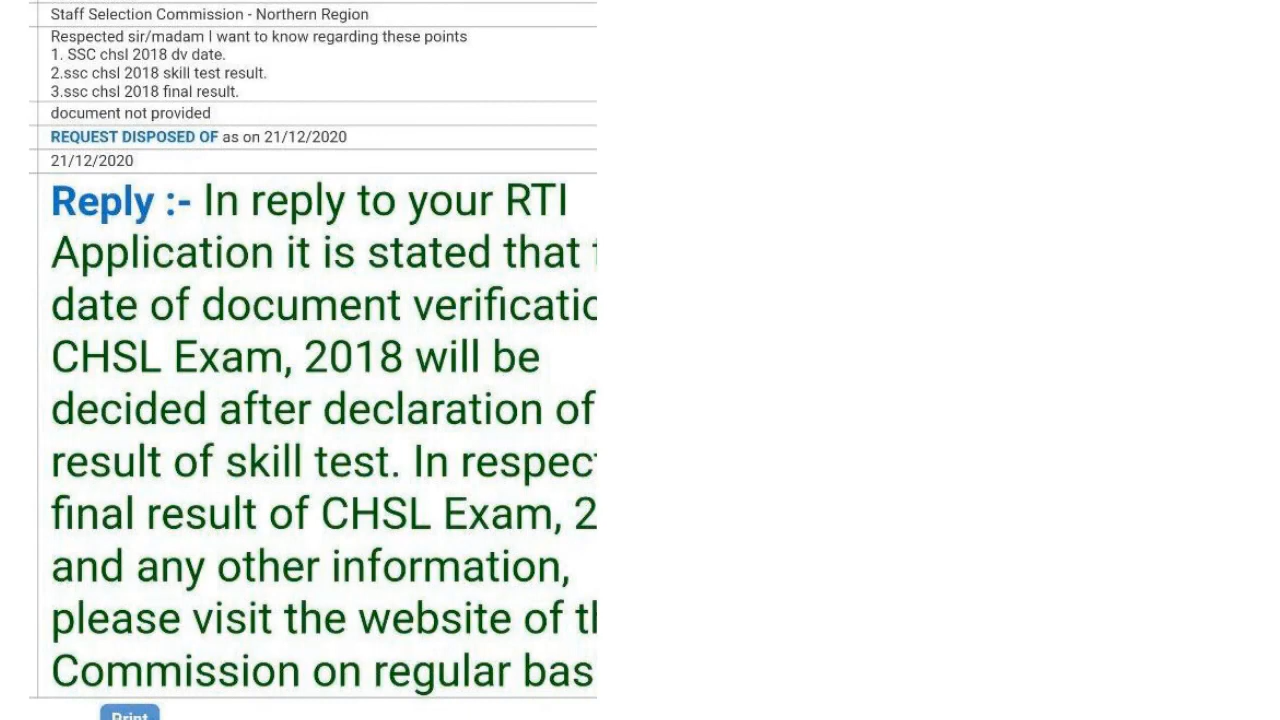 Staff Selection Commission - Northern Region
Respected sir/madam I want to know regarding these points
1. SSC chsl 2018 dv date.
2.ssc chsl 2018 skill test result.
3.ssc chsl 2018 final result.
document not provided
REQUEST DISPOSED OF as on 21/12/2020
21/12/2020
Reply :- In reply to your RTI
Application it is stated that
date of document verificatio
CHSL Exam, 2018 will be
decided after declaration of
result of skill test. In respect
final result of CHSL Exam, 2
and any other information,
please visit the website of th
Commission on regular bas
Print